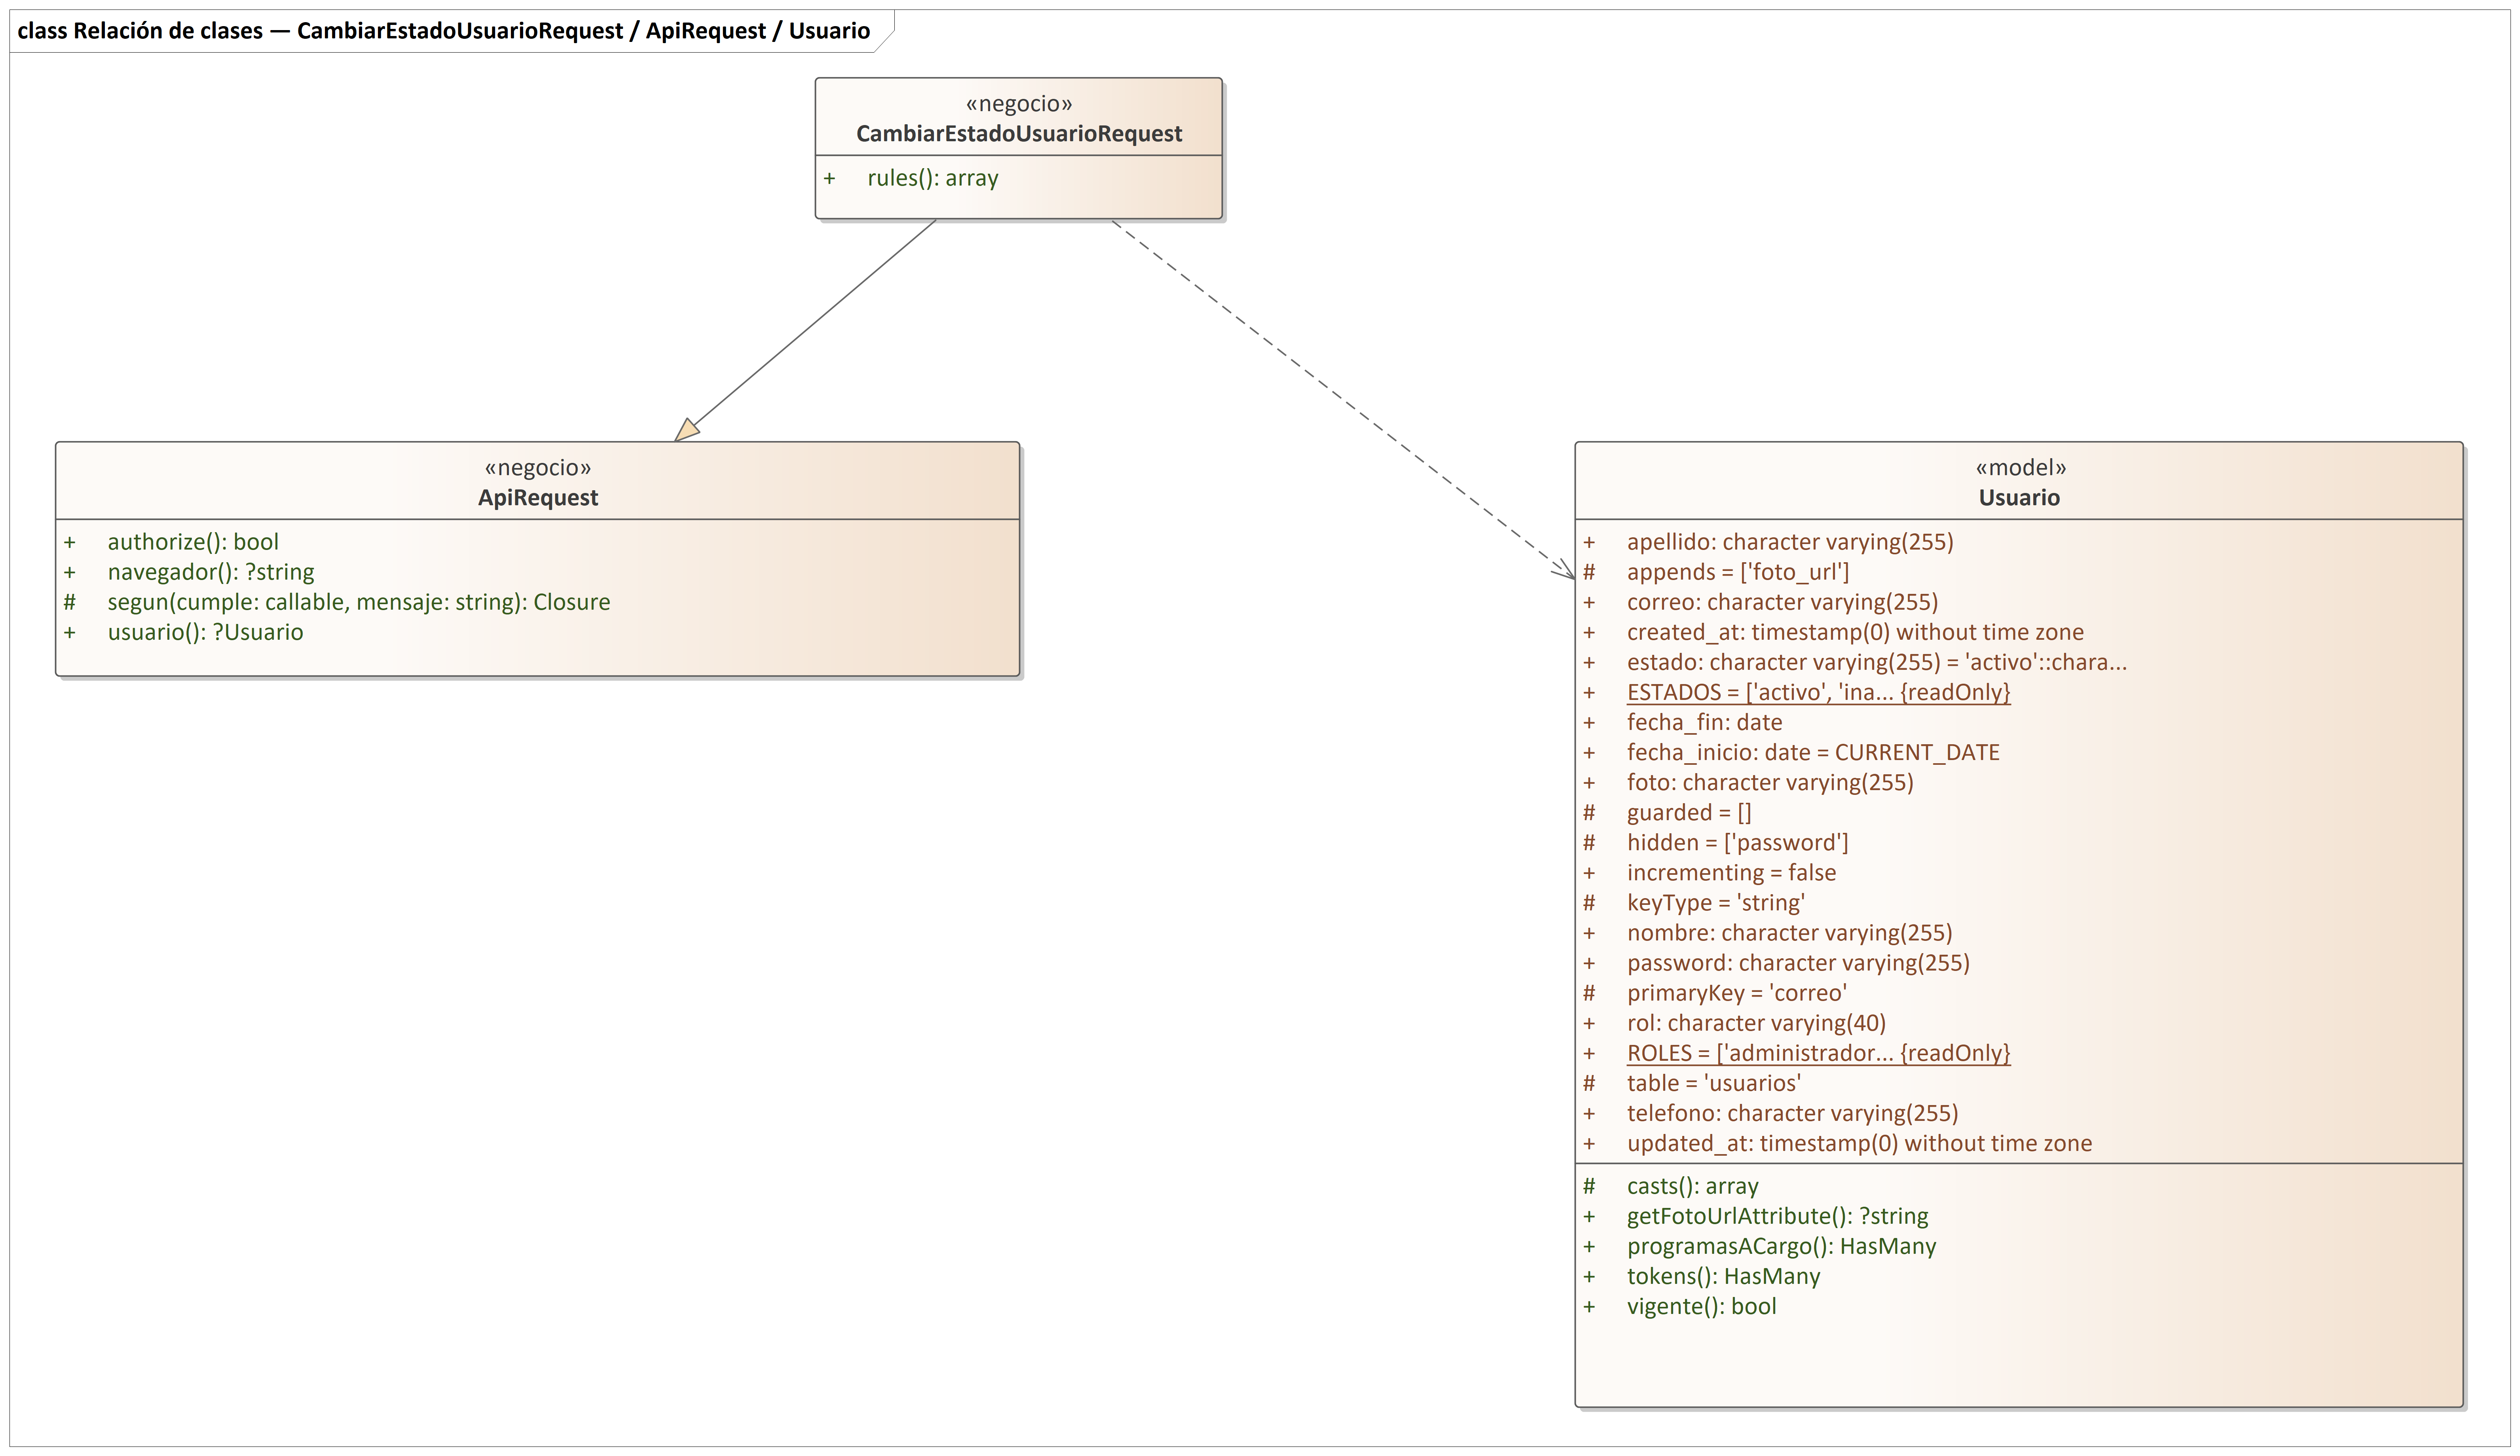 class Relación de clases — CambiarEstadoUsuarioRequest / ApiRequest / Usuario
«negocio»
CambiarEstadoUsuarioRequest
+ rules(): array
«negocio»
ApiRequest
+ authorize(): bool
+ navegador(): ?string
# segun(cumple: callable, mensaje: string): Closure
+ usuario(): ?Usuario
«model»
Usuario
+ apellido: character varying(255)
# appends = ['foto_url']
+ correo: character varying(255)
+ created_at: timestamp(0) without time zone
+ estado: character varying(255) = 'activo'::chara...
+ ESTADOS = ['activo', 'ina... {readOnly}
+ fecha_fin: date
+ fecha_inicio: date = CURRENT_DATE
+ foto: character varying(255)
# guarded = []
# hidden = ['password']
+ incrementing = false
# keyType = 'string'
+ nombre: character varying(255)
+ password: character varying(255)
# primaryKey = 'correo'
+ rol: character varying(40)
+ ROLES = ['administrador... {readOnly}
# table = 'usuarios'
+ telefono: character varying(255)
+ updated_at: timestamp(0) without time zone
# casts(): array
+ getFotoUrlAttribute(): ?string
+ programasACargo(): HasMany
+ tokens(): HasMany
+ vigente(): bool